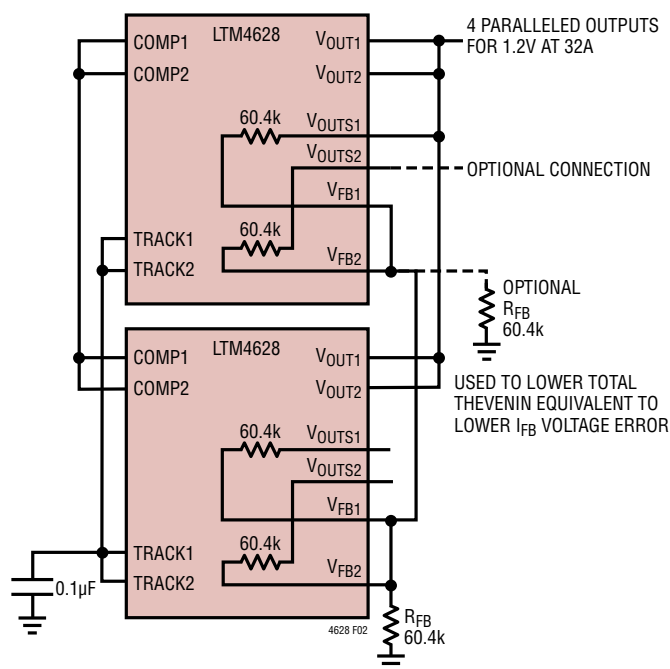 COMP1
LTM4628
VOUT1
4 PARALLELED OUTPUTS
FOR 1.2V AT 32A
COMP2
VOUT2
60.4k
VOUTS1
VOUTS2
OPTIONAL CONNECTION
VFB1
60.4k
TRACK1
VFB2
TRACK2
OPTIONAL
RFB
60.4k
COMP1
LTM4628
VOUT1
COMP2
VOUT2
USED TO LOWER TOTAL
THEVENIN EQUIVALENT TO
LOWER IFB VOLTAGE ERROR
60.4k
VOUTS1
VOUTS2
VFB1
60.4k
TRACK1
VFB2
TRACK2
0.1µF
4628 F02
RFB
60.4k